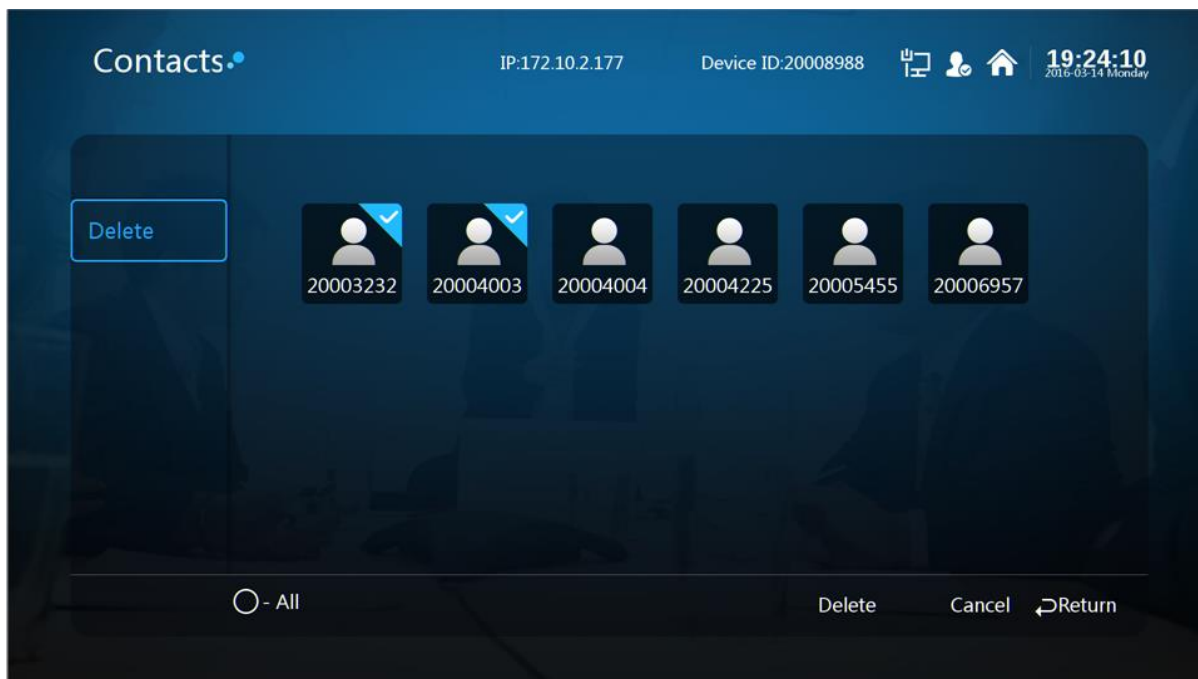 Contacts
IP:172.10.2.177
Device ID:20008988
19:24:10
2016-03-14 Monday
Delete
20003232
20004003
20004004
20004225
20005455
20006957
- All
Delete
Cancel
Return